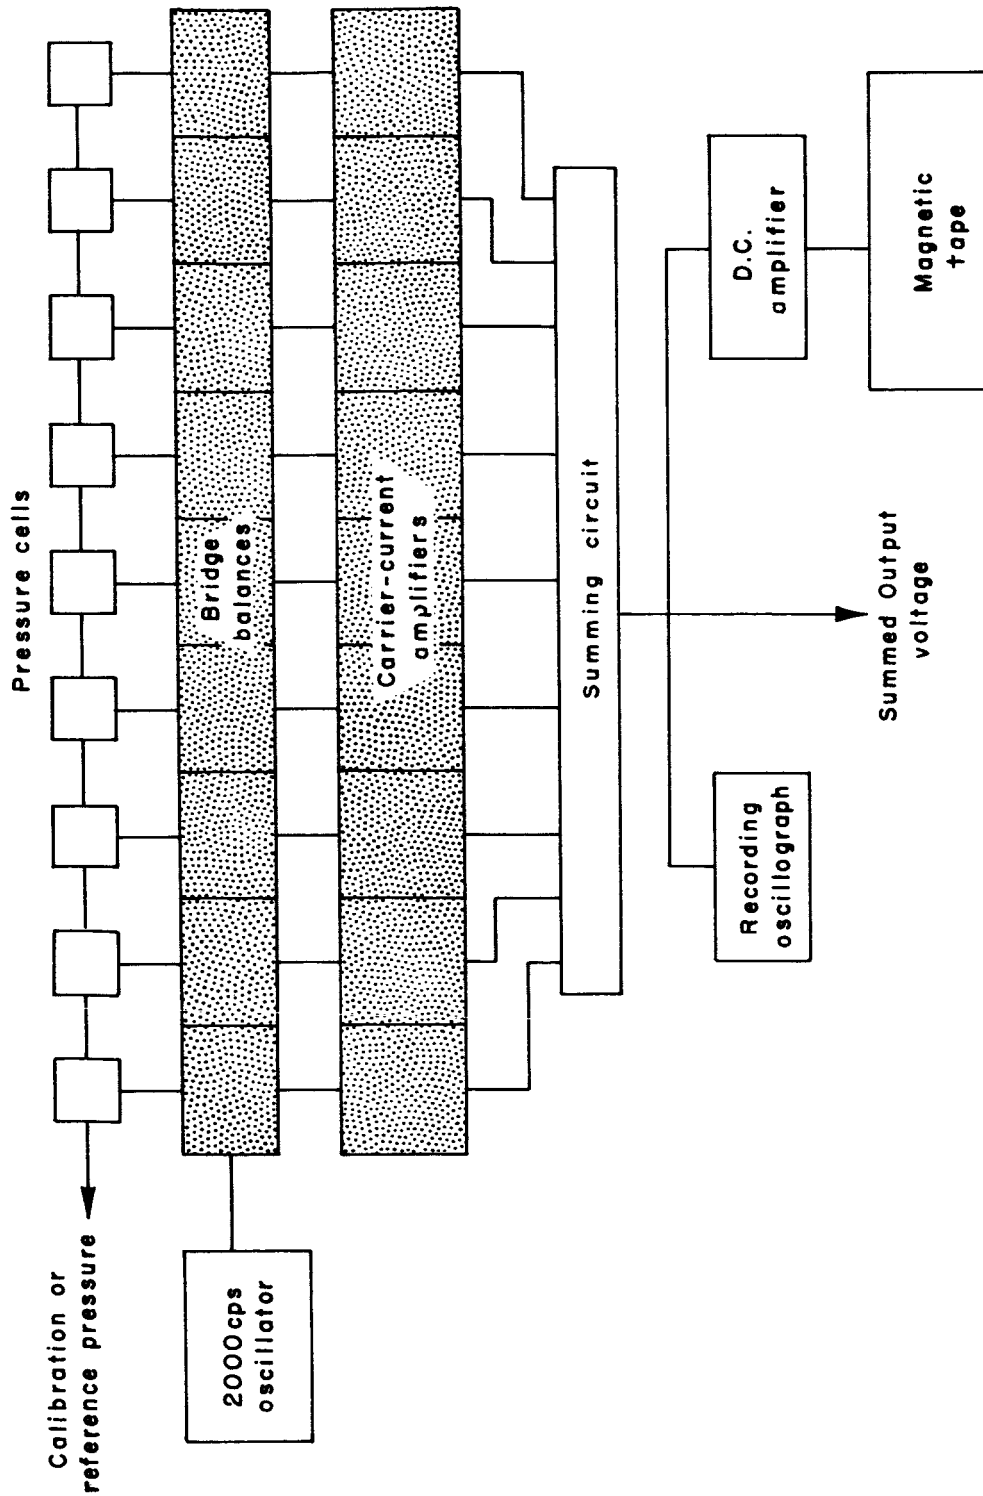 Pressure cells
Calibration or
reference pressure
Bridge
balances
2000cps
oscillator
Carrier-current
amplifiers
Summing circuit
Recording
oscillograph
D.C.
amplifier
Summed Output
voltage
Magnetic
tape